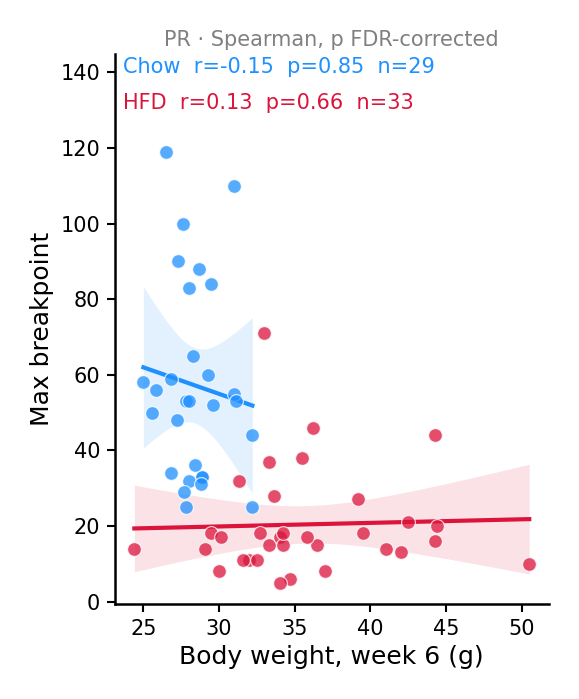 PR · Spearman, p FDR-corrected
Chow r=-0.15 p=0.85 n=29
HFD r=0.13 p=0.66 n=33
Max breakpoint
140
120
100
80
60
40
20
0
25 30 35 40 45 50
Body weight, week 6 (g)